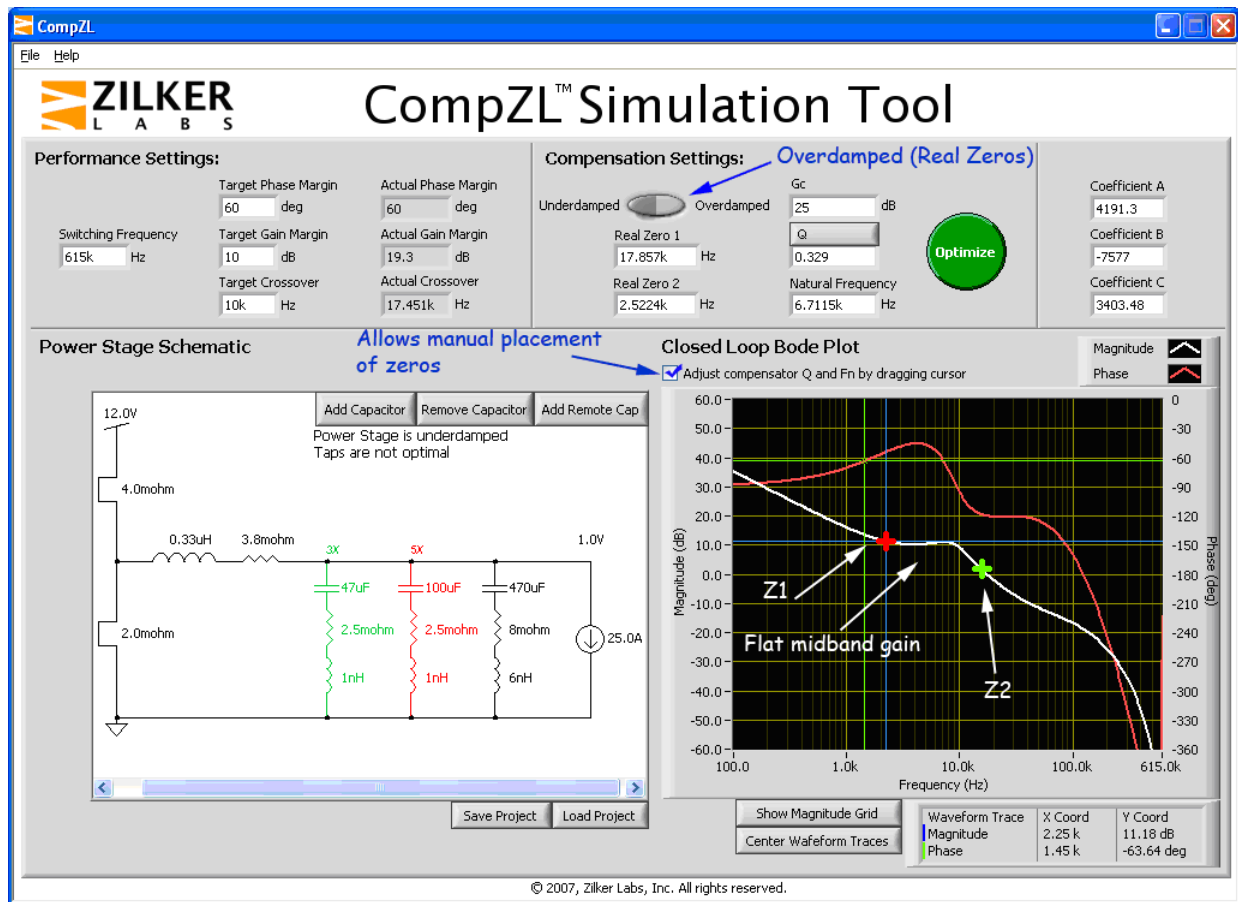 CompZL
File Help
ZILKER
LABS
CompZL™ Simulation Tool
Performance Settings:
Target Phase Margin
60 deg
Actual Phase Margin
60 deg
Switching Frequency
615k Hz
Target Gain Margin
10 dB
Actual Gain Margin
19.3 dB
Target Crossover
10k Hz
Actual Crossover
17.451k Hz
Compensation Settings:
Overdamped (Real Zeros)
Underdamped Overdamped
Gc
25 dB
Real Zero 1
17.857k Hz
Q
0.329
Real Zero 2
2.5224k Hz
Natural Frequency
6.7115k Hz
Optimize
Coefficient A
4191.3
Coefficient B
-7577
Coefficient C
3403.48
Power Stage Schematic
Allows manual placement
of zeros
Add Capacitor Remove Capacitor Add Remote Cap
Power Stage is underdamped
Taps are not optimal
12.0V
4.0mohm
0.33uH 3.8mohm
3X 5X
1.0V
47uF 100uF 470uF
2.0mohm
2.5mohm 2.5mohm 8mohm
25.0A
1nH 1nH 6nH
Save Project Load Project
Closed Loop Bode Plot
Adjust compensator Q and Fn by dragging cursor
Magnitude
Phase
60.0
50.0
40.0
30.0
20.0
10.0
0.0
-10.0
-20.0
-30.0
-40.0
-50.0
-60.0
Magnitude (dB)
Z1
Flat midband gain
Z2
0
-30
-60
-90
-120
-150
-180
-210
-240
-270
-300
-330
-360
Phase (deg)
100.0 1.0k 10.0k 100.0k 615.0k
Frequency (Hz)
Show Magnitude Grid
Center Wafeform Traces
Waveform Trace X Coord Y Coord
Magnitude 2.25 k 11.18 dB
Phase 1.45 k -63.64 deg
© 2007, Zilker Labs, Inc. All rights reserved.